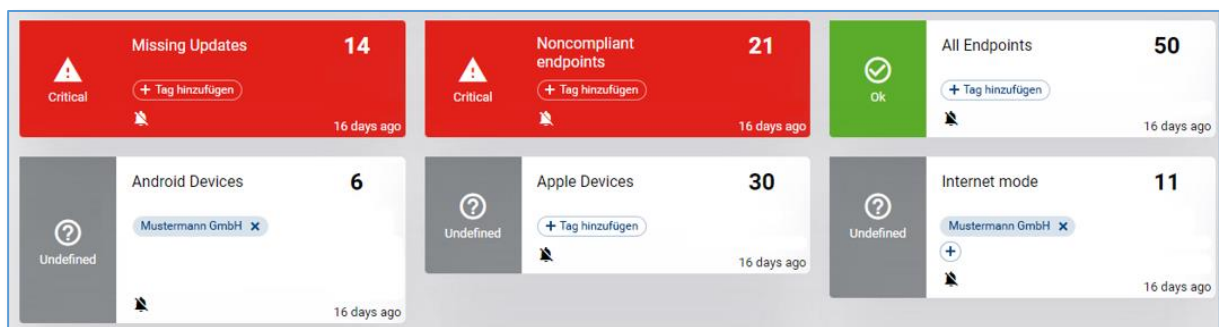 Missing Updates 14
Critical
+ Tag hinzufügen
16 days ago
Noncompliant 21
endpoints
Critical
+ Tag hinzufügen
16 days ago
All Endpoints 50
Ok
+ Tag hinzufügen
16 days ago
Android Devices 6
Mustermann GmbH ×
Undefined
16 days ago
Apple Devices 30
+ Tag hinzufügen
Undefined
16 days ago
Internet mode 11
Mustermann GmbH ×
Undefined
+
16 days ago